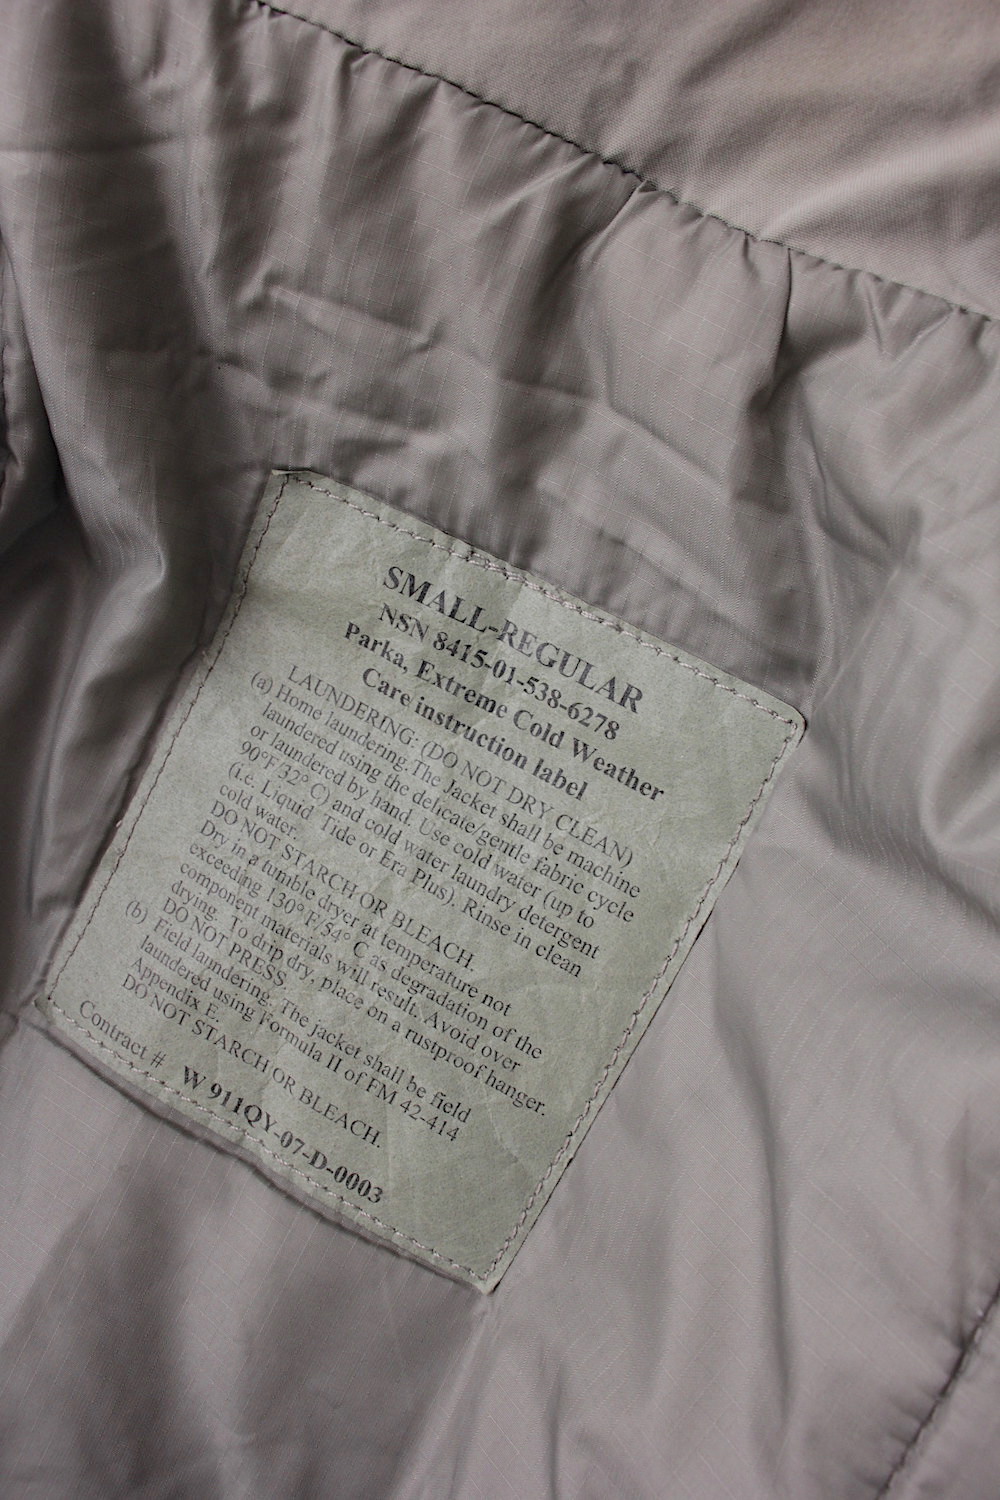 SMALL-REGULAR
NSN 8415-01-538-6278
Parka, Extreme Cold Weather
Care instruction label
LAUNDERING: (DO NOT DRY CLEAN)
(a) Home laundering.The Jacket shall be machine
laundered using the delicate/gentle fabric cycle
or laundered by hand. Use cold water (up to
90°F/32° C) and cold water laundry detergent
(i.e. Liquid Tide or Era Plus). Rinse in clean
cold water.
DO NOT STARCH OR BLEACH.
Dry in a tumble dryer at temperature not
exceeding 130° F/54° C as degradation of the
component materials will result. Avoid over
drying. To drip dry, place on a rustproof hanger.
DO NOT PRESS.
(b) Field laundering. The jacket shall be field
laundered using Formula II of FM 42-414
Appendix E.
DO NOT STARCH OR BLEACH.
Contract # W 911QY-07-D-0003